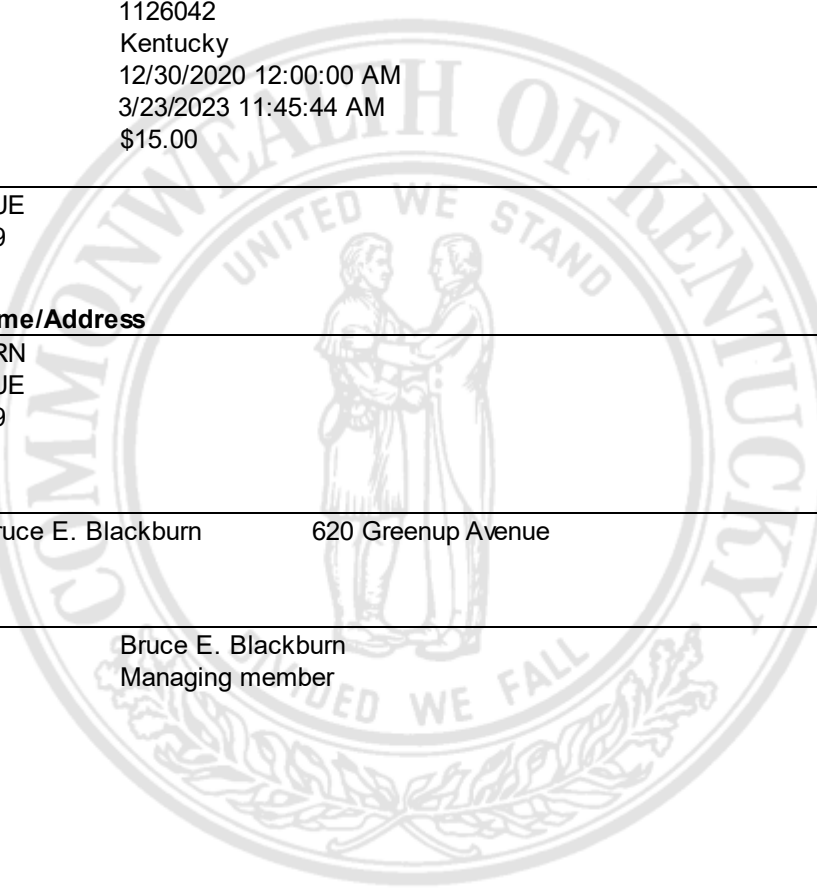 1126042
Kentucky
12/30/2020 12:00:00 AM
3/23/2023 11:45:44 AM
$15.00
UE
9
me/Address
RN
UE
9
ruce E. Blackburn 620 Greenup Avenue
Bruce E. Blackburn
Managing member
COMMONWEALTH OF KENTUCKY
UNITED WE STAND
DIVIDED WE FALL